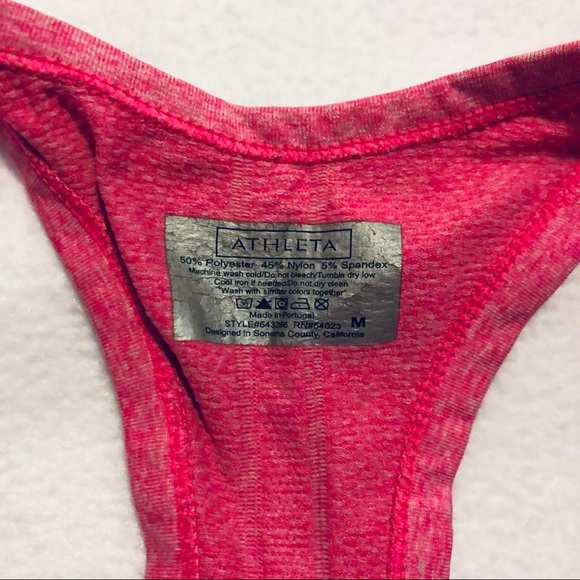 ATHLETA
50% Polyester 45% Nylon 5% Spandex
Machine wash cold/Do not bleach/Tumble dry low
Cool iron if needed/Do not dry clean
"Wash with similar colors together"
Made in Portugal
STYLE#643286 RN#54023 M
Designed in Sonoma County, California